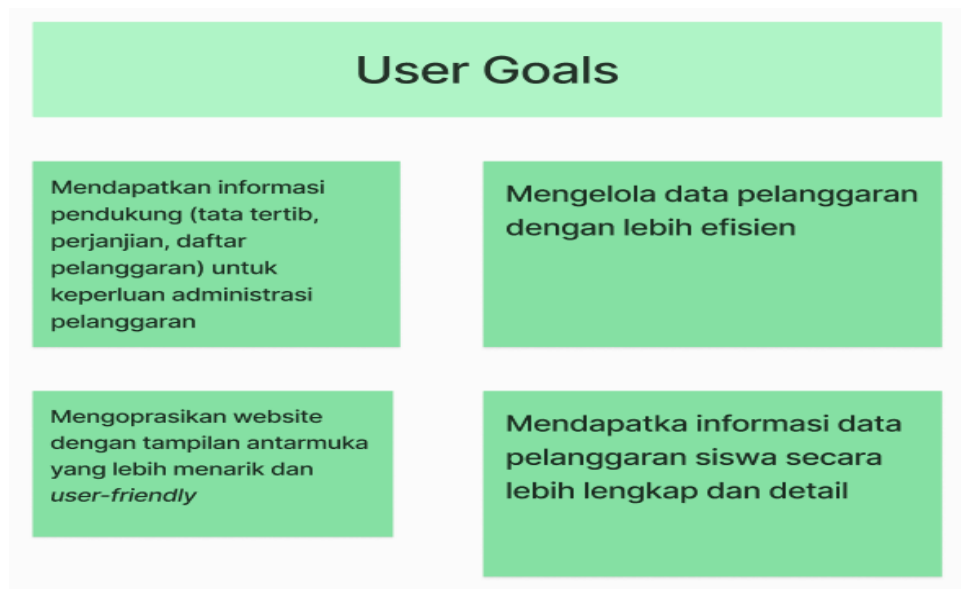 User Goals
Mendapatkan informasi
pendukung (tata tertib,
perjanjian, daftar
pelanggaran) untuk
keperluan administrasi
pelanggaran
Mengelola data pelanggaran
dengan lebih efisien
Mengoprasikan website
dengan tampilan antarmuka
yang lebih menarik dan
user-friendly
Mendapatka informasi data
pelanggaran siswa secara
lebih lengkap dan detail